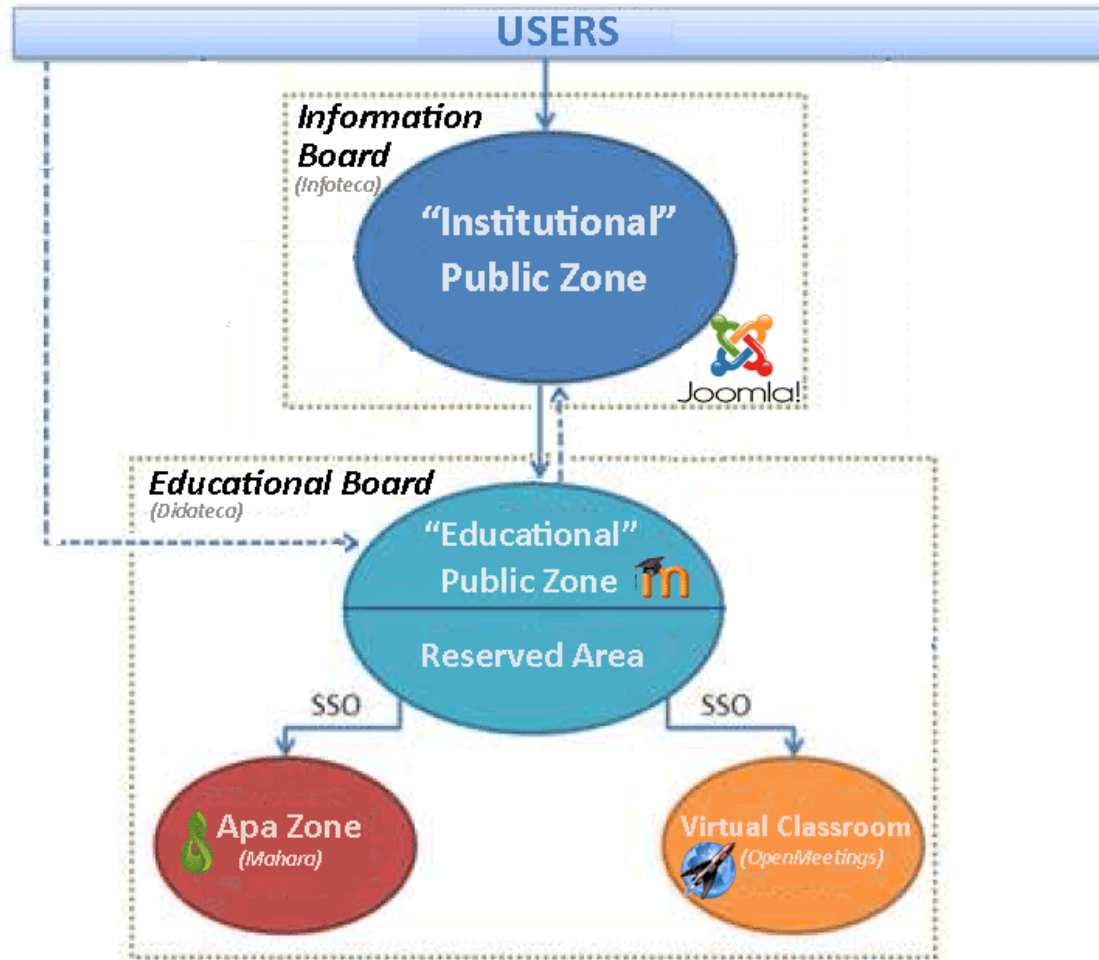 USERS
Information
Board
(Infoteca)
“Institutional”
Public Zone
Joomla!
Educational Board
(Didateca)
“Educational”
Public Zone
m
Reserved Area
SSO
SSO
Apa Zone
(Mahara)
Virtual Classroom
(OpenMeetings)